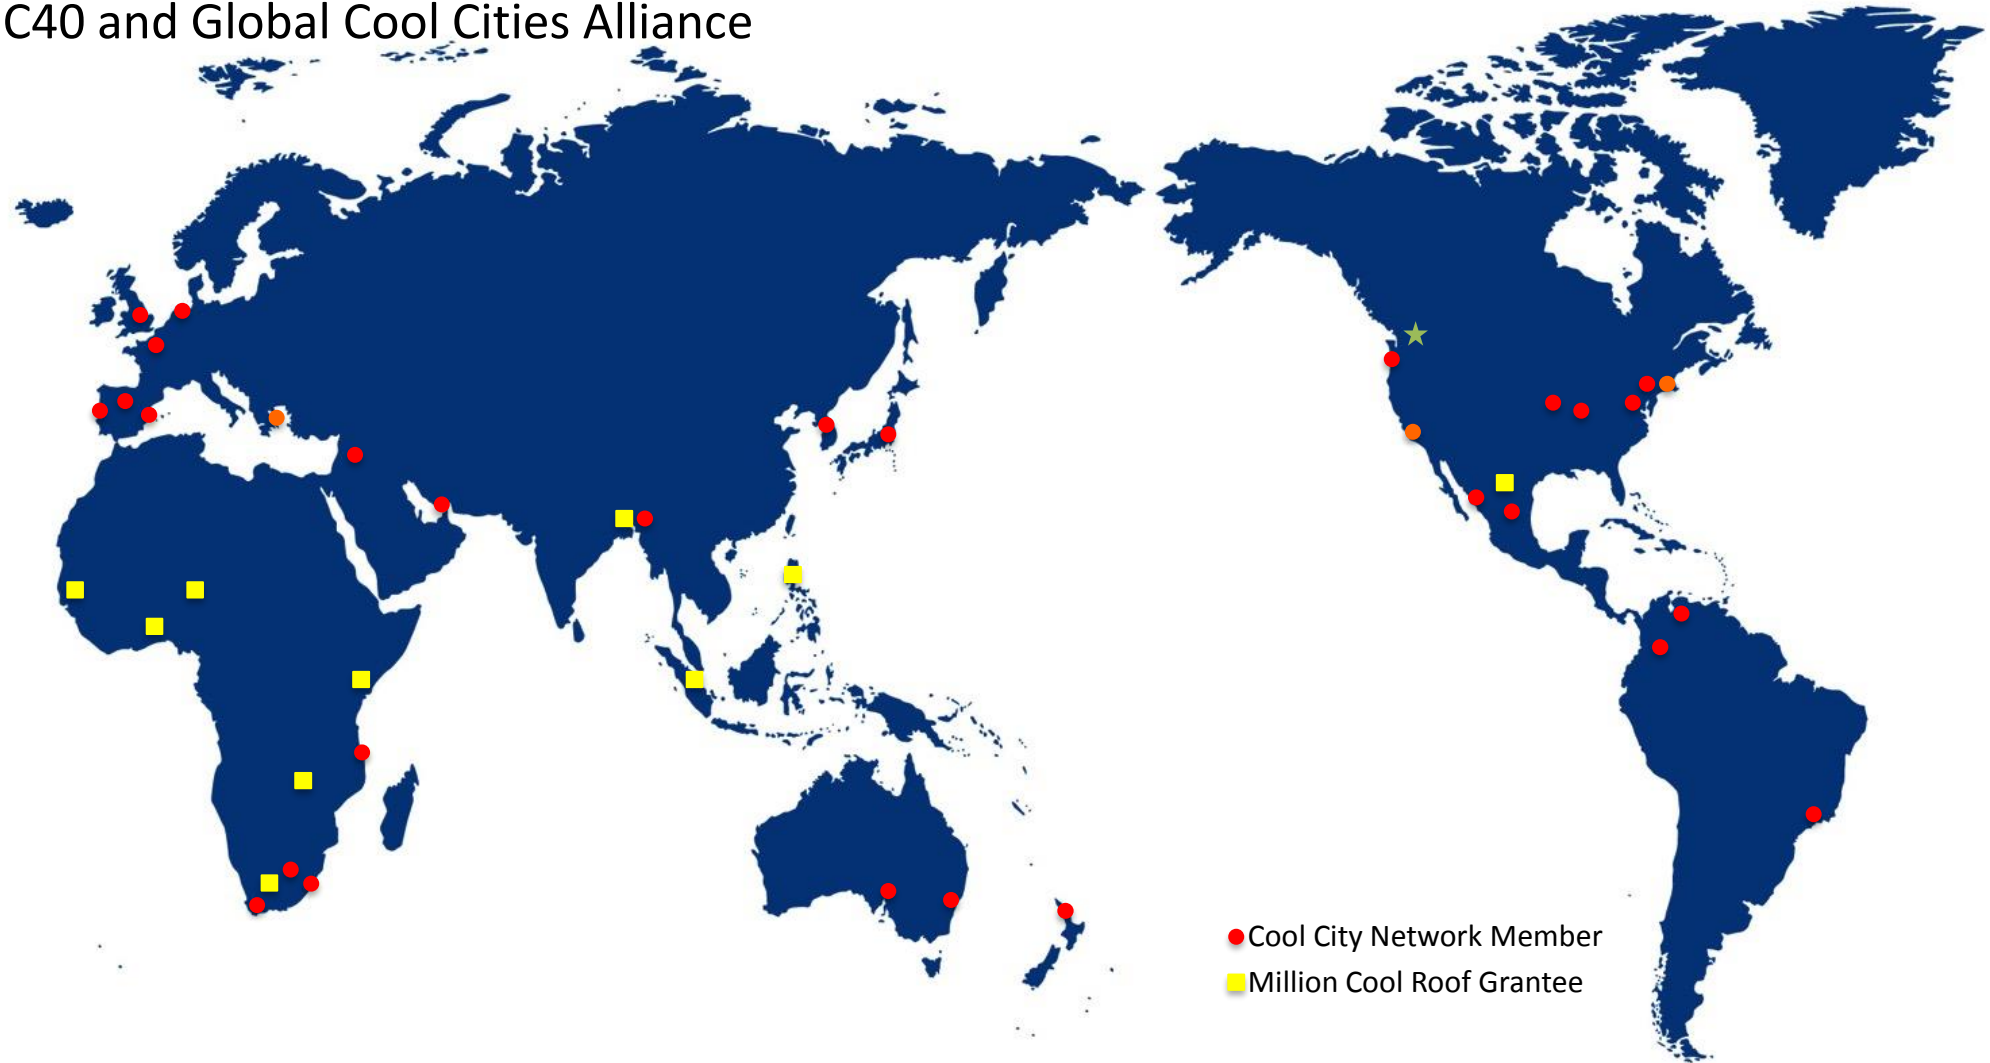 C40 and Global Cool Cities Alliance
Cool City Network Member
Million Cool Roof Grantee